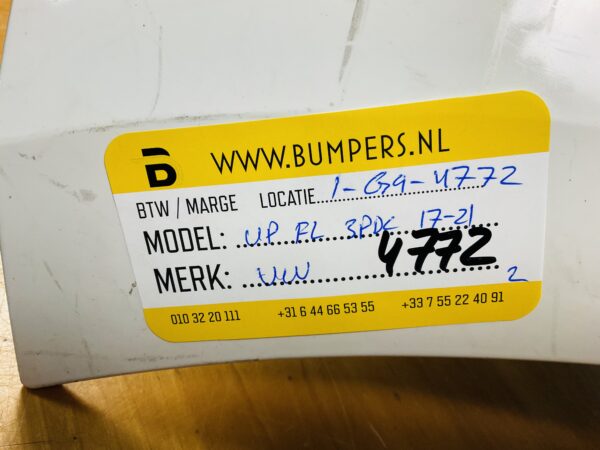 WWW.BUMPERS.NL
BTW / MARGE LOCATIE 1-G9-4772
MODEL: UP FL 3PDC 17-21
4772
MERK: VW 2
010 32 20 111 +31 6 44 66 53 55 +33 7 55 22 40 91